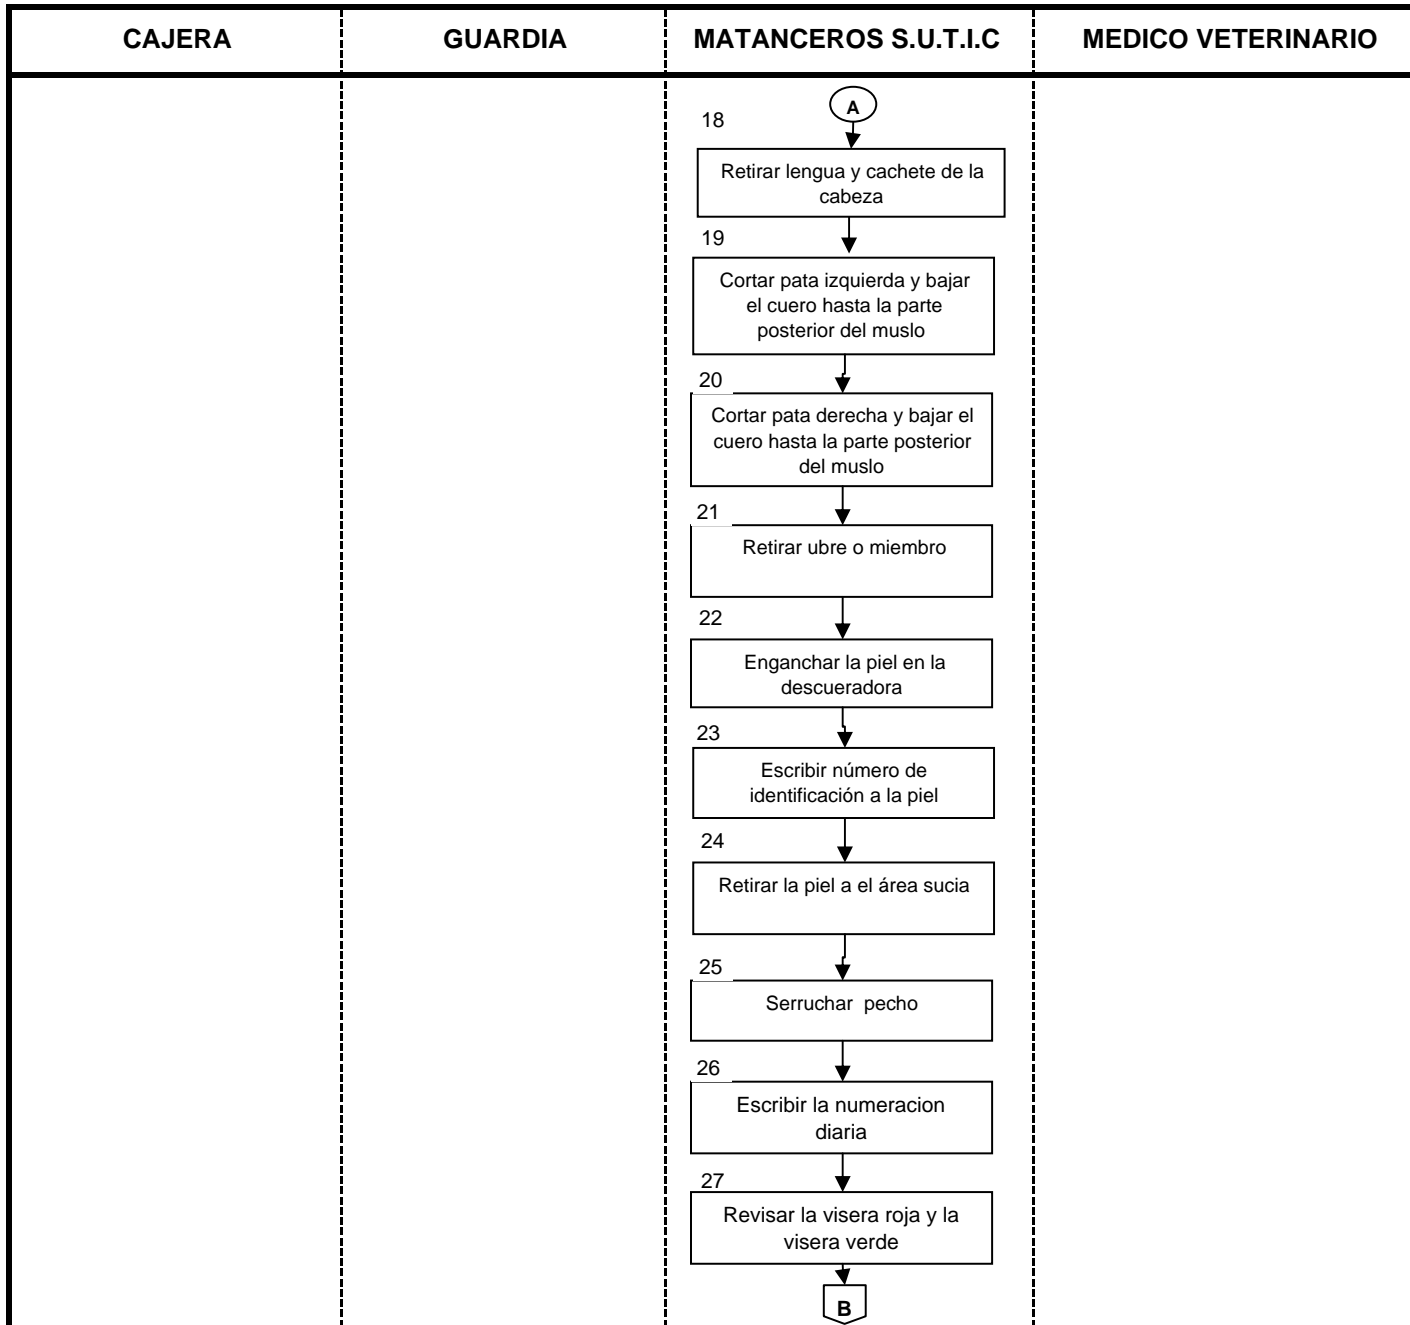 CAJERA
GUARDIA
MATANCEROS S.U.T.I.C
MEDICO VETERINARIO
A
18
Retirar lengua y cachete de la
cabeza
19
Cortar pata izquierda y bajar
el cuero hasta la parte
posterior del muslo
20
Cortar pata derecha y bajar el
cuero hasta la parte posterior
del muslo
21
Retirar ubre o miembro
22
Enganchar la piel en la
descueradora
23
Escribir número de
identificación a la piel
24
Retirar la piel a el área sucia
25
Serruchar pecho
26
Escribir la numeracion
diaria
27
Revisar la visera roja y la
visera verde
B